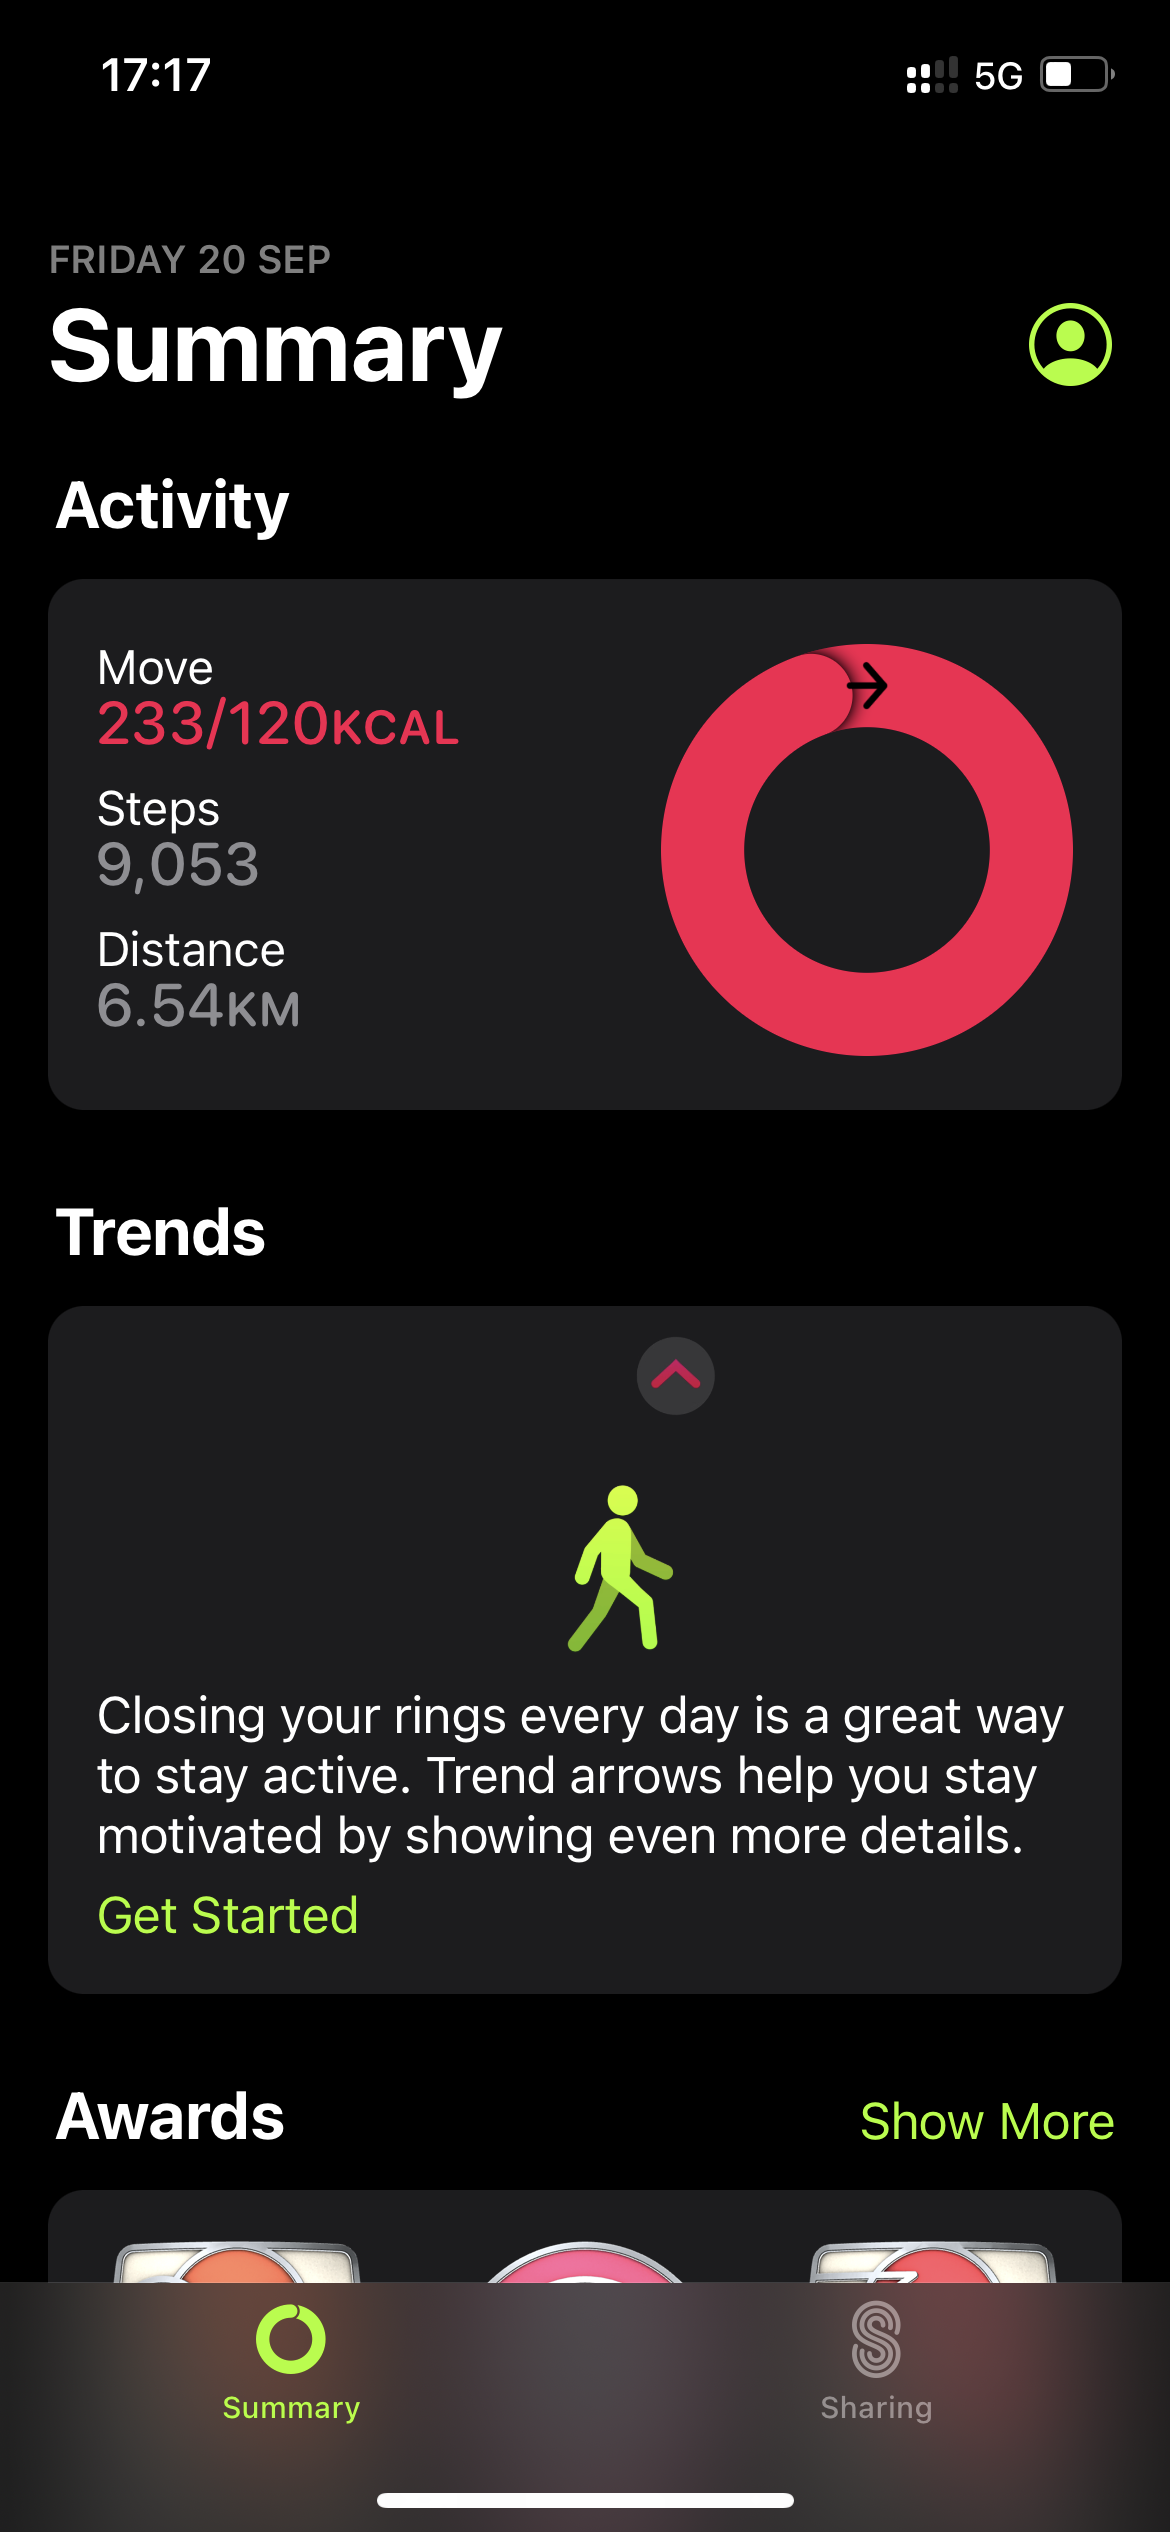 17:17
5G
FRIDAY 20 SEP
Summary
Activity
Move
233/120KCAL
Steps
9,053
Distance
6.54KM
Trends
Closing your rings every day is a great way
to stay active. Trend arrows help you stay
motivated by showing even more details.
Get Started
Awards
Show More
Summary
Sharing